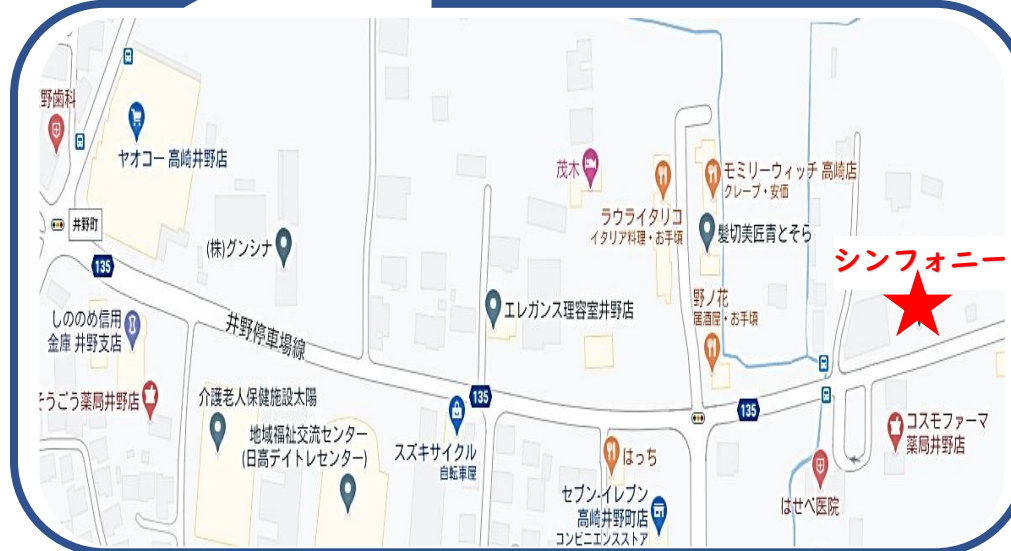 野歯科
ヤオコー 高崎井野店
井野町
135
(株)グンシナ
しののめ信用
金庫 井野支店
井野停車場線
そうごう薬局井野店
介護老人保健施設太陽
地域福祉交流センター
(日高デイトレセンター)
エレガンス理容室井野店
135
スズキサイクル
自転車屋
茂木
ラウライタリコ
イタリア料理・お手頃
モミリーウィッチ 高崎店
クレープ・安価
髪切美匠青とそら
野ノ花
居酒屋・お手頃
135
はっち
セブン-イレブン
高崎井野町店
コンビニエンスストア
シンフォニー
コスモファーマ
薬局井野店
はせべ医院